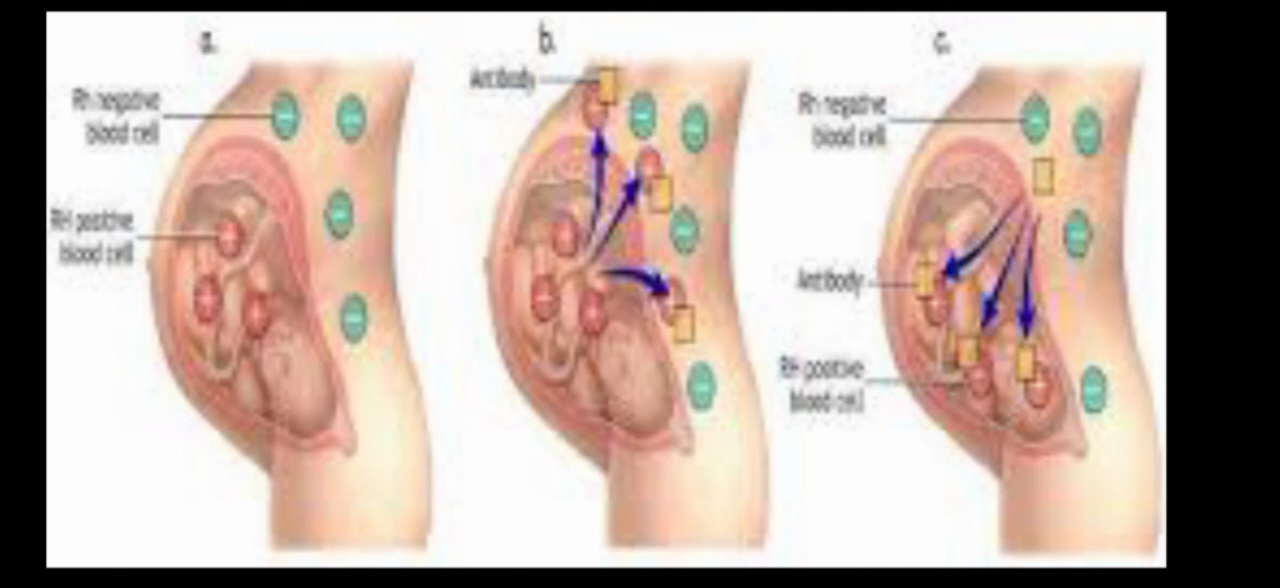 a.
Rh negative
blood cell
RH positive
blood cell
b.
Antibody
c.
Rh negative
blood cell
Antibody
RH positive
blood cell